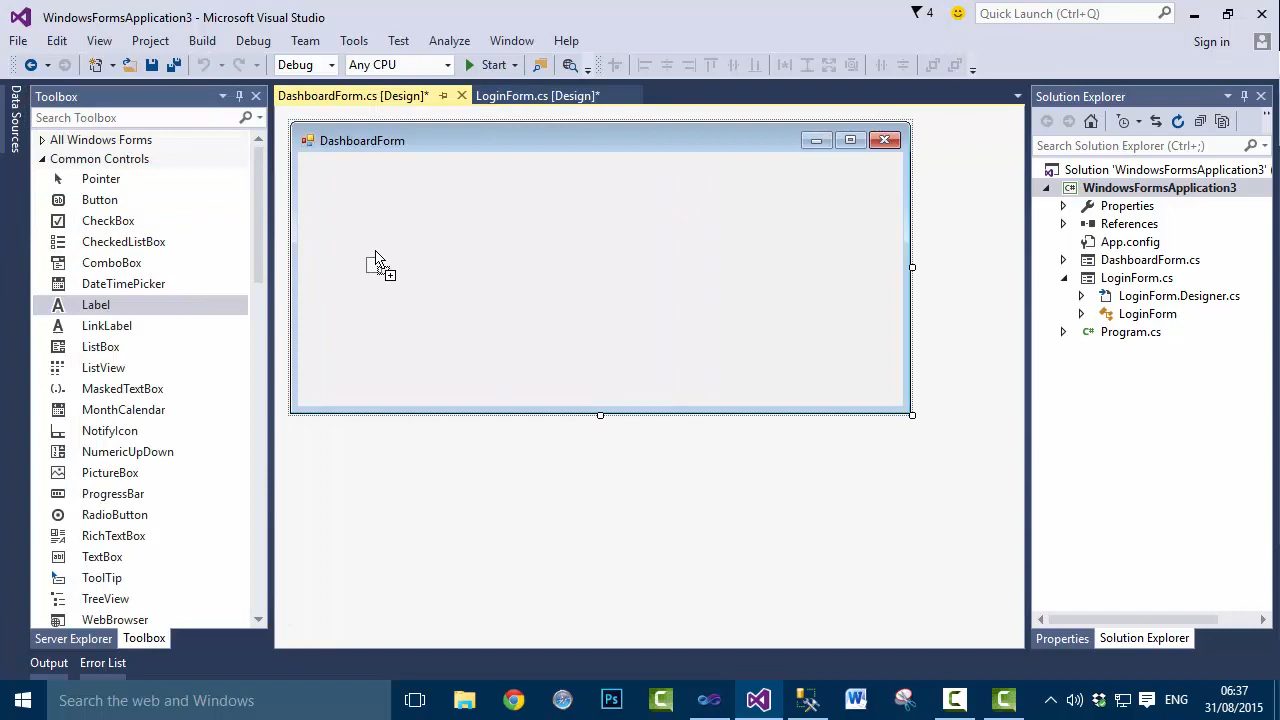 WindowsFormsApplication3 - Microsoft Visual Studio
4
Quick Launch (Ctrl+Q)
File Edit View Project Build Debug Team Tools Test Analyze Window Help
Sign in
Debug
Any CPU
Start
Data Sources
Toolbox
Search Toolbox
All Windows Forms
Common Controls
Pointer
Button
CheckBox
CheckedListBox
ComboBox
DateTimePicker
Label
LinkLabel
ListBox
ListView
MaskedTextBox
MonthCalendar
NotifyIcon
NumericUpDown
PictureBox
ProgressBar
RadioButton
RichTextBox
TextBox
ToolTip
TreeView
WebBrowser
Server Explorer Toolbox
Output Error List
DashboardForm.cs [Design]* LoginForm.cs [Design]*
DashboardForm
Solution Explorer
Search Solution Explorer (Ctrl+;)
Solution 'WindowsFormsApplication3' (
WindowsFormsApplication3
Properties
References
App.config
DashboardForm.cs
LoginForm.cs
LoginForm.Designer.cs
LoginForm
Program.cs
Properties Solution Explorer
Search the web and Windows
ENG
06:37
31/08/2015